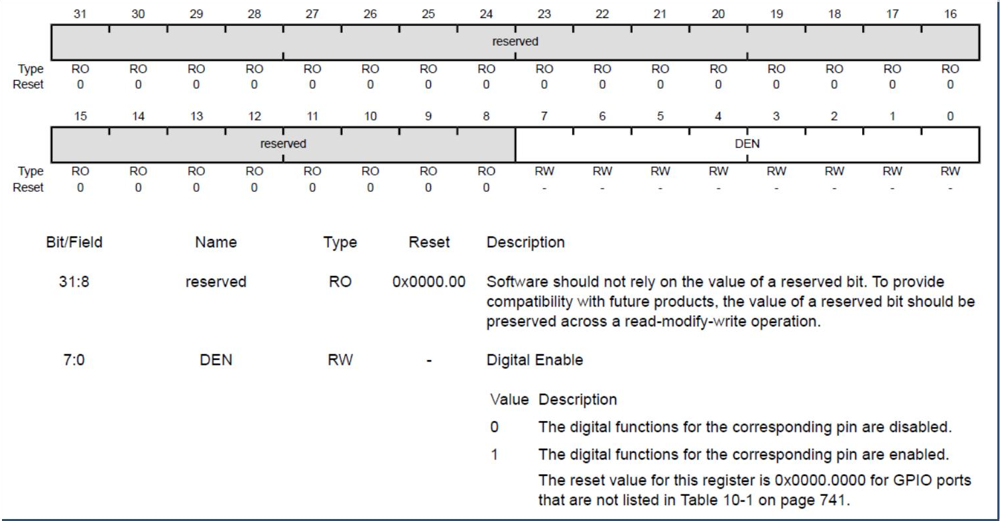 31 30 29 28 27 26 25 24 23 22 21 20 19 18 17 16
reserved
Type RO RO RO RO RO RO RO RO RO RO RO RO RO RO RO RO
Reset 0 0 0 0 0 0 0 0 0 0 0 0 0 0 0 0
15 14 13 12 11 10 9 8 7 6 5 4 3 2 1 0
reserved DEN
Type RO RO RO RO RO RO RO RO RW RW RW RW RW RW RW RW
Reset 0 0 0 0 0 0 0 0 - - - - - - - -
Bit/Field Name Type Reset Description
31:8 reserved RO 0x0000.00 Software should not rely on the value of a reserved bit. To provide
compatibility with future products, the value of a reserved bit should be
preserved across a read-modify-write operation.
7:0 DEN RW - Digital Enable
Value Description
0 The digital functions for the corresponding pin are disabled.
1 The digital functions for the corresponding pin are enabled.
The reset value for this register is 0x0000.0000 for GPIO ports
that are not listed in Table 10-1 on page 741.